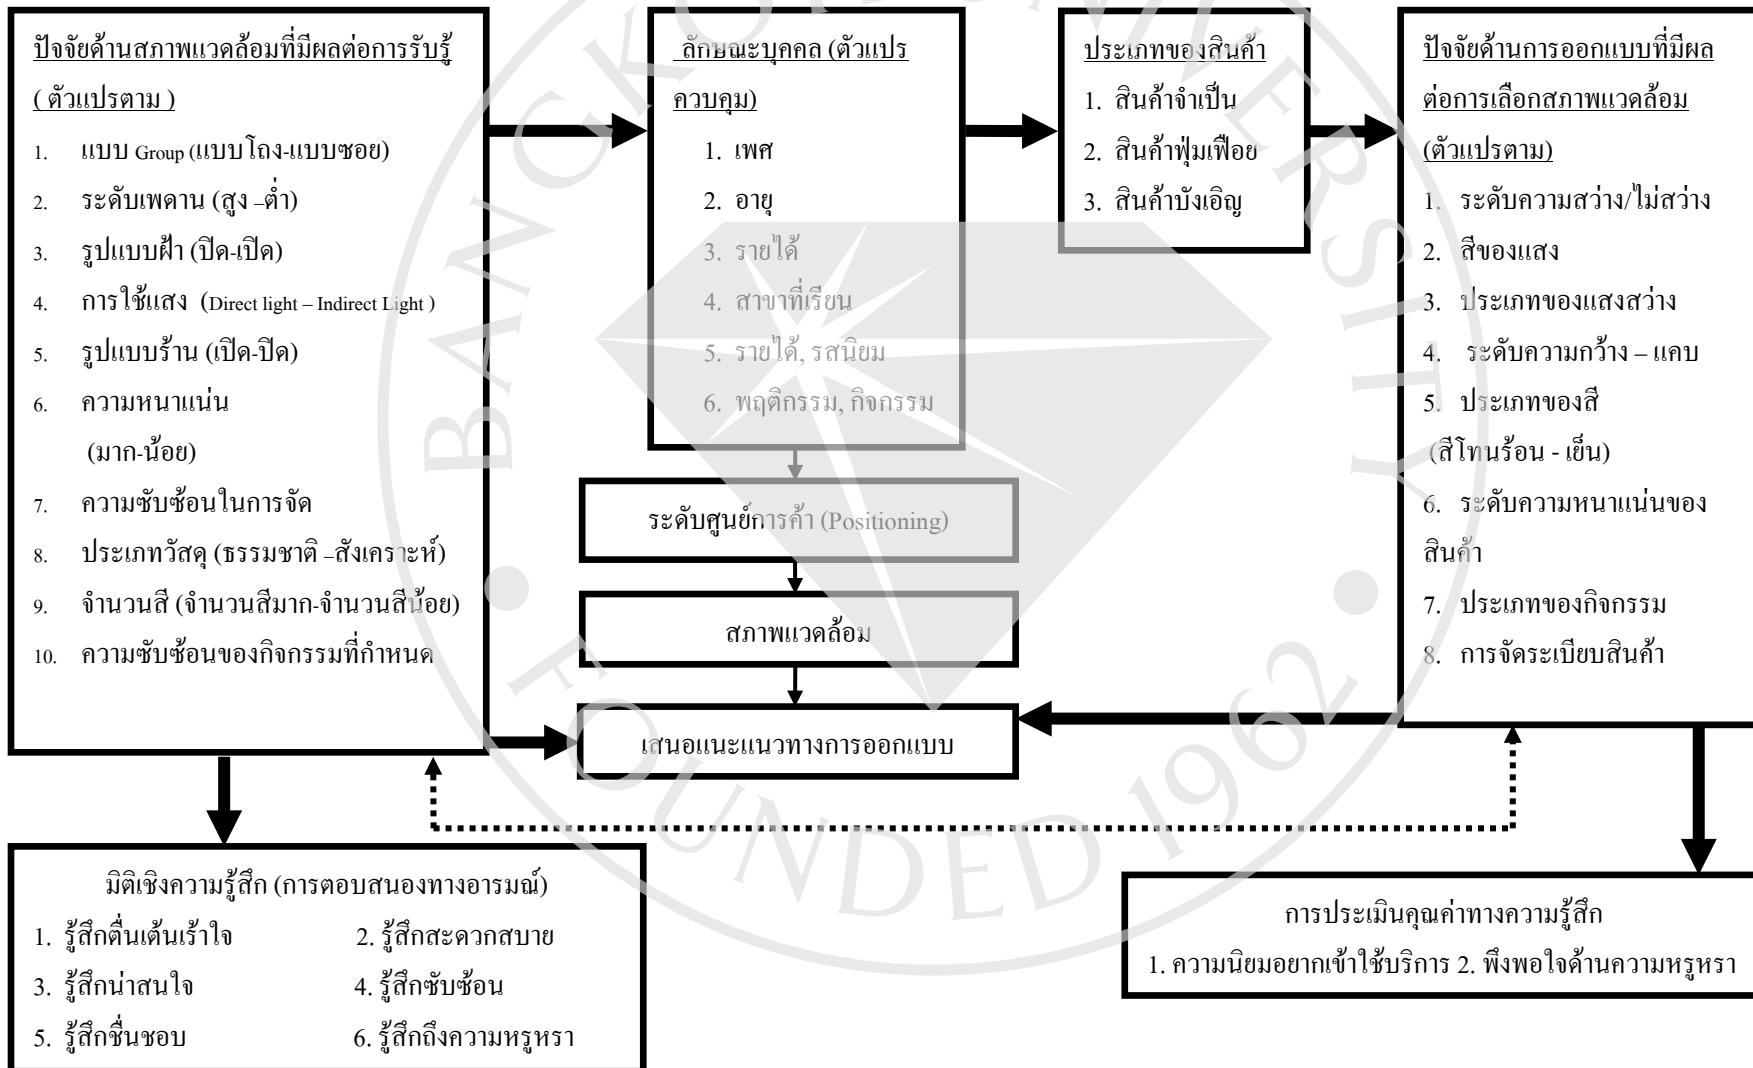 ปัจจัยด้านสภาพแวดล้อมที่มีผลต่อการรับรู้
( ตัวแปรตาม )
1. แบบ Group (แบบโถง-แบบซอย)
2. ระดับเพดาน (สูง –ต่ำ)
3. รูปแบบฝ้า (ปิด-เปิด)
4. การใช้แสง (Direct light – Indirect Light )
5. รูปแบบร้าน (เปิด-ปิด)
6. ความหนาแน่น
(มาก-น้อย)
7. ความซับซ้อนในการจัด
8. ประเภทวัสดุ (ธรรมชาติ –สังเคราะห์)
9. จำนวนสี (จำนวนสีมาก-จำนวนสีน้อย)
10. ความซับซ้อนของกิจกรรมที่กำหนด
ลักษณะบุคคล (ตัวแปร
ควบคุม)
1. เพศ
2. อายุ
3. รายได้
4. สาขาที่เรียน
5. รายได้, รสนิยม
6. พฤติกรรม, กิจกรรม
ประเภทของสินค้า
1. สินค้าจำเป็น
2. สินค้าฟุ่มเฟือย
3. สินค้าบังเอิญ
ปัจจัยด้านการออกแบบที่มีผล
ต่อการเลือกสภาพแวดล้อม
(ตัวแปรตาม)
1. ระดับความสว่าง/ไม่สว่าง
2. สีของแสง
3. ประเภทของแสงสว่าง
4. ระดับความกว้าง – แคบ
5. ประเภทของสี
(สีโทนร้อน - เย็น)
6. ระดับความหนาแน่นของ
สินค้า
7. ประเภทของกิจกรรม
8. การจัดระเบียบสินค้า
ระดับศูนย์การค้า (Positioning)
สภาพแวดล้อม
เสนอแนะแนวทางการออกแบบ
มิติเชิงความรู้สึก (การตอบสนองทางอารมณ์)
1. รู้สึกตื่นเต้นเร้าใจ 2. รู้สึกสะดวกสบาย
3. รู้สึกน่าสนใจ 4. รู้สึกซับซ้อน
5. รู้สึกชื่นชอบ 6. รู้สึกถึงความหรูหรา
การประเมินคุณค่าทางความรู้สึก
1. ความนิยมอยากเข้าใช้บริการ 2. พึงพอใจด้านความหรูหรา
BANGKOK UNIVERSITY
FOUNDED 1962